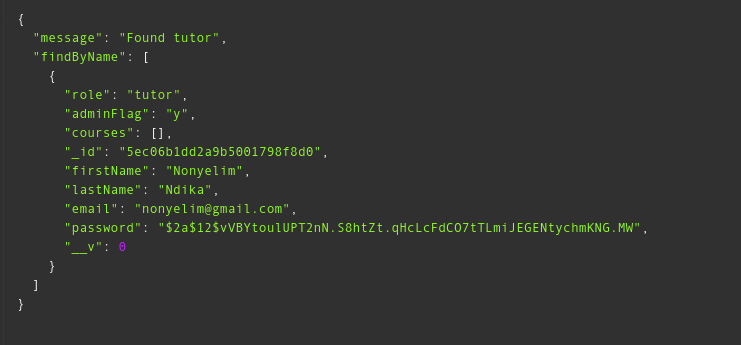 {
"message": "Found tutor",
"findByName": [
{
"role": "tutor",
"adminFlag": "y",
"courses": [],
"_id": "5ec06b1dd2a9b5001798f8d0",
"firstName": "Nonyelim",
"lastName": "Ndika",
"email": "nonyelim@gmail.com",
"password": "$2a$12$vVBYtoulUPT2nN.S8htZt.qHcLcFdCO7tTLmiJEGENtychmKNG.MW",
"__v": 0
}
]
}